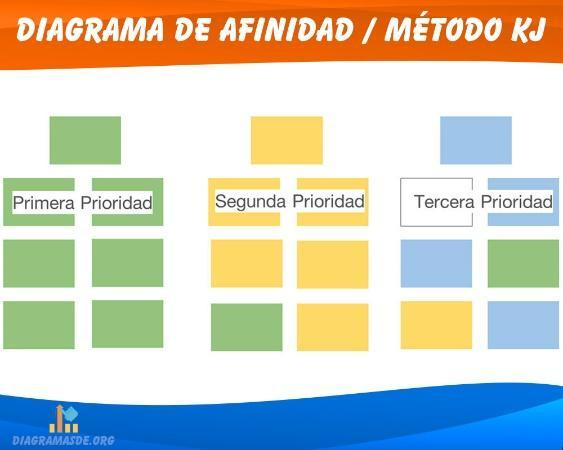 DIAGRAMA DE AFINIDAD / MÉTODO KJ
Primera Prioridad
Segunda Prioridad
Tercera Prioridad
DIAGRAMASDE.ORG